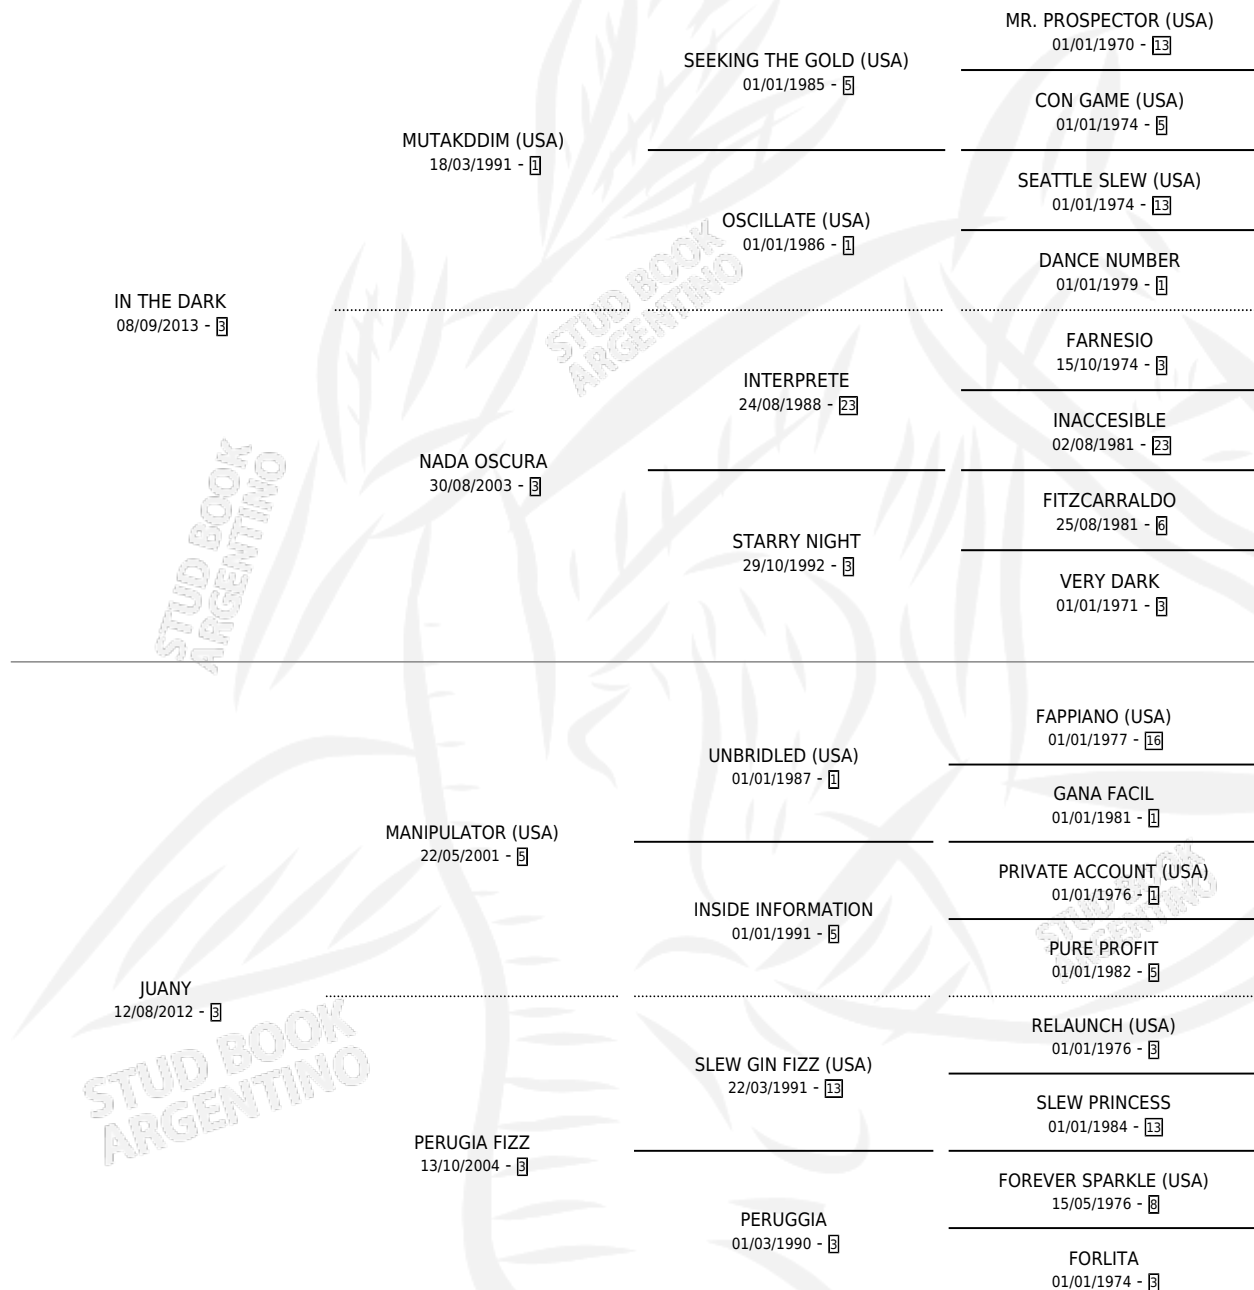 MR. PROSPECTOR (USA)
01/01/1970 - 13
SEEKING THE GOLD (USA)
01/01/1985 - 5
CON GAME (USA)
01/01/1974 - 5
MUTAKDDIM (USA)
18/03/1991 - 1
SEATTLE SLEW (USA)
01/01/1974 - 13
OSCILLATE (USA)
01/01/1986 - 1
DANCE NUMBER
01/01/1979 - 1
IN THE DARK
08/09/2013 - 3
FARNESIO
15/10/1974 - 3
INTERPRETE
24/08/1988 - 23
INACCESIBLE
02/08/1981 - 23
NADA OSCURA
30/08/2003 - 3
FITZCARRALDO
25/08/1981 - 6
STARRY NIGHT
29/10/1992 - 3
VERY DARK
01/01/1971 - 3
FAPPIANO (USA)
01/01/1977 - 16
UNBRIDLED (USA)
01/01/1987 - 1
GANA FACIL
01/01/1981 - 1
MANIPULATOR (USA)
22/05/2001 - 5
PRIVATE ACCOUNT (USA)
01/01/1976 - 1
INSIDE INFORMATION
01/01/1991 - 5
PURE PROFIT
01/01/1982 - 5
JUANY
12/08/2012 - 3
RELAUNCH (USA)
01/01/1976 - 3
SLEW GIN FIZZ (USA)
22/03/1991 - 13
SLEW PRINCESS
01/01/1984 - 13
PERUGIA FIZZ
13/10/2004 - 3
FOREVER SPARKLE (USA)
15/05/1976 - 8
PERUGGIA
01/03/1990 - 3
FORLITA
01/01/1974 - 3
STUD BOOK
ARGENTINO
STUD BOOK
ARGENTINO
STUD BOOK
ARGENTINO
STUD BOOK
ARGENTINO